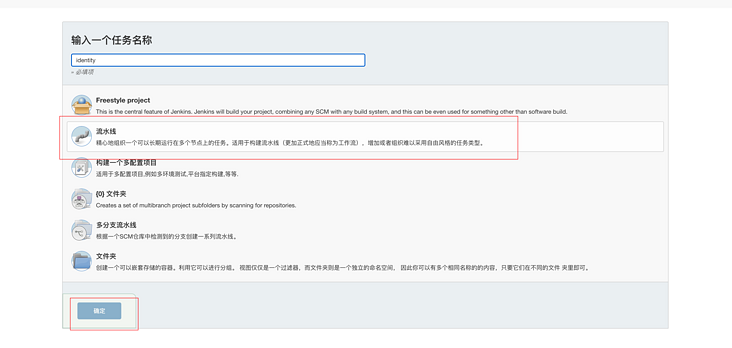 输入一个任务名称
identity
» 必填项
Freestyle project
This is the central feature of Jenkins. Jenkins will build your project, combining any SCM with any build system, and this can be even used for something other than software build.
流水线
精心地组织一个可以长期运行在多个节点上的任务。适用于构建流水线（更加正式地应当称为工作流），增加或者组织难以采用自由风格的任务类型。
构建一个多配置项目
适用于多配置项目,例如多环境测试,平台指定构建,等等.
{0} 文件夹
Creates a set of multibranch project subfolders by scanning for repositories.
多分支流水线
根据一个SCM仓库中检测到的分支创建一系列流水线。
文件夹
创建一个可以嵌套存储的容器。利用它可以进行分组。 视图仅仅是一个过滤器，而文件夹则是一个独立的命名空间， 因此你可以有多个相同名称的的内容，只要它们在不同的文件 夹里即可。
确定